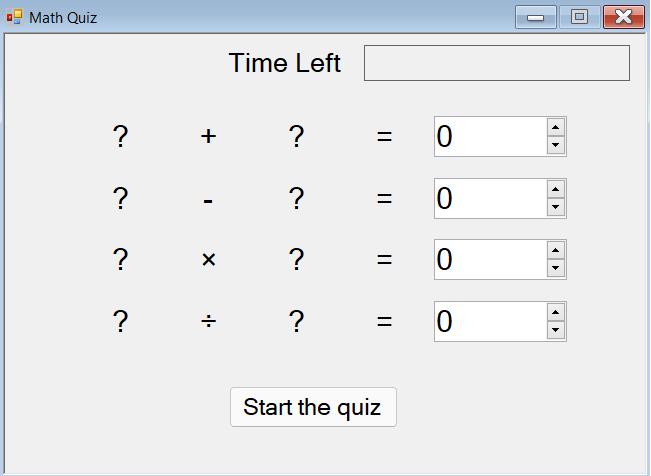 Math Quiz
Time Left
? + ? = 0
? - ? = 0
? × ? = 0
? ÷ ? = 0
Start the quiz